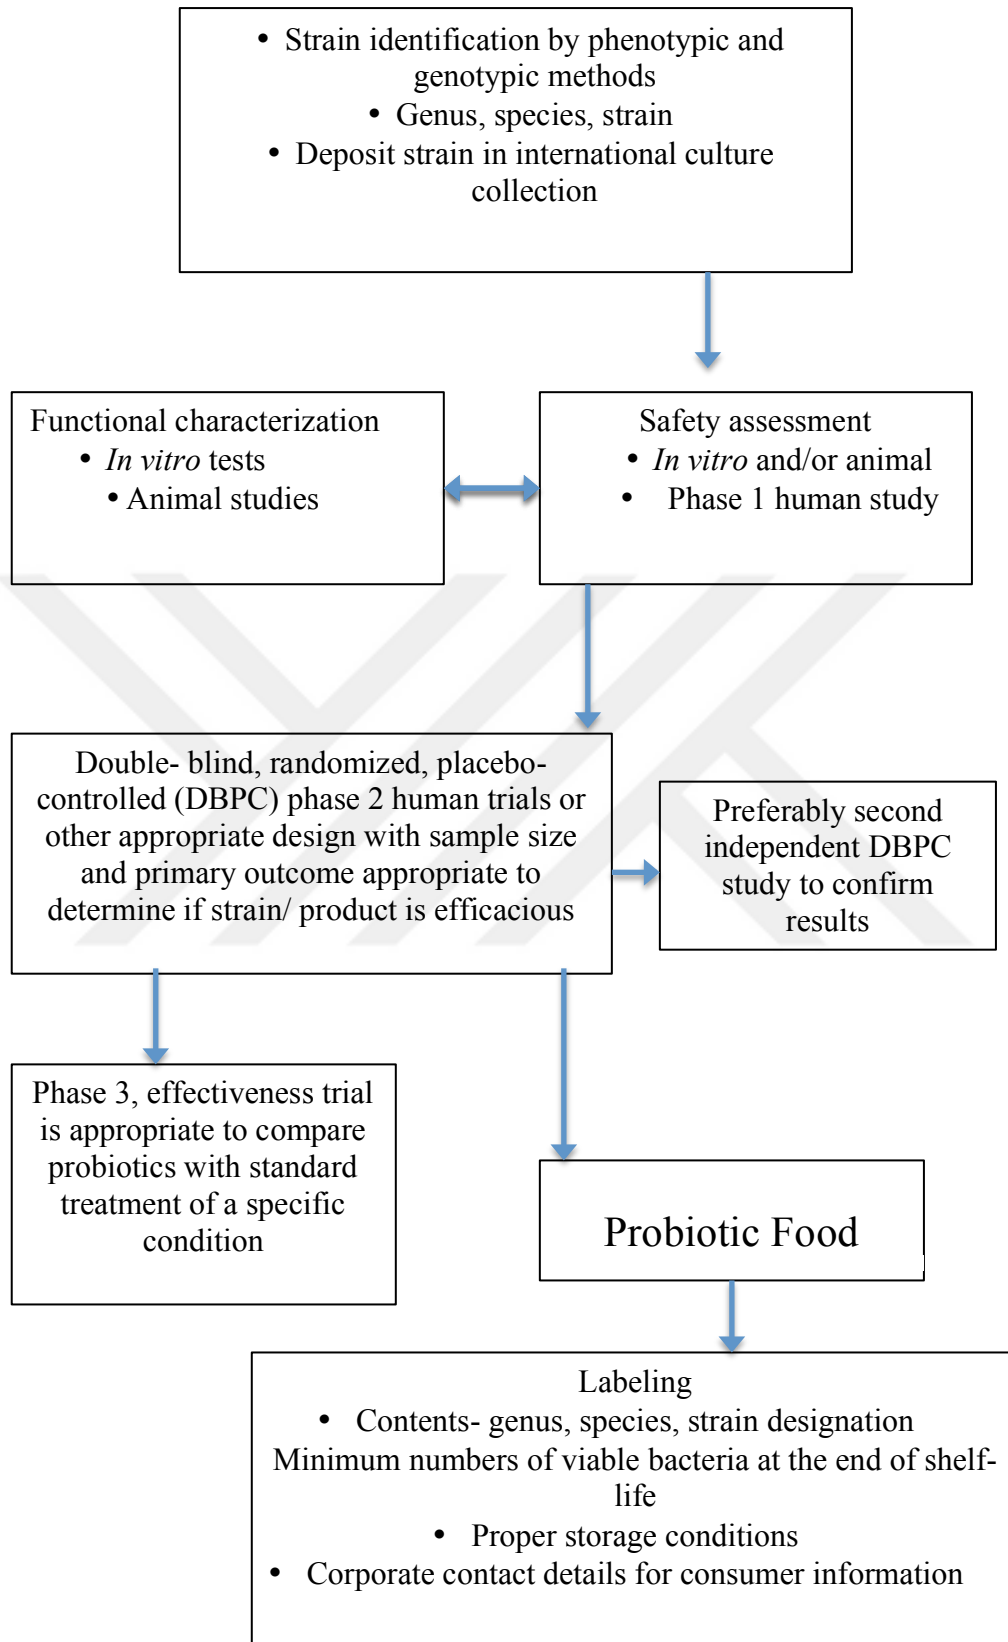 • Strain identification by phenotypic and
genotypic methods
• Genus, species, strain
• Deposit strain in international culture
collection
Functional characterization
• In vitro tests
• Animal studies
Safety assessment
• In vitro and/or animal
• Phase 1 human study
Double- blind, randomized, placebo-
controlled (DBPC) phase 2 human trials or
other appropriate design with sample size
and primary outcome appropriate to
determine if strain/ product is efficacious
Preferably second
independent DBPC
study to confirm
results
Phase 3, effectiveness trial
is appropriate to compare
probiotics with standard
treatment of a specific
condition
Probiotic Food
Labeling
• Contents- genus, species, strain designation
Minimum numbers of viable bacteria at the end of shelf-
life
• Proper storage conditions
• Corporate contact details for consumer information